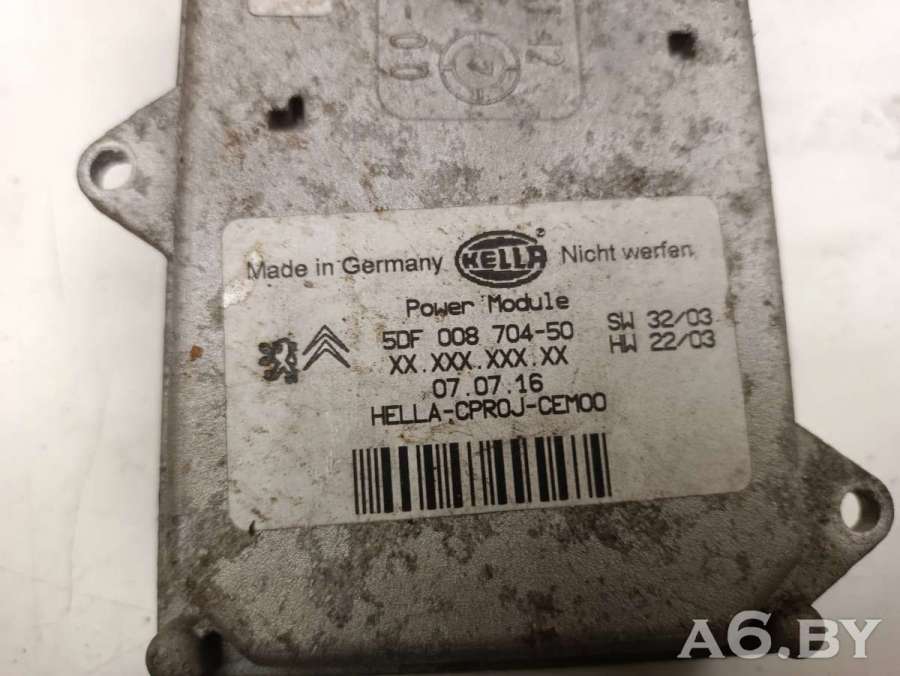 Made in Germany HELLA ® Nicht werfen
Power Module
5DF 008 704-50 SW 32/03
XX.XXX.XXX.XX HW 22/03
07.07.16
HELLA-CPROJ-CEM00
A6.BY